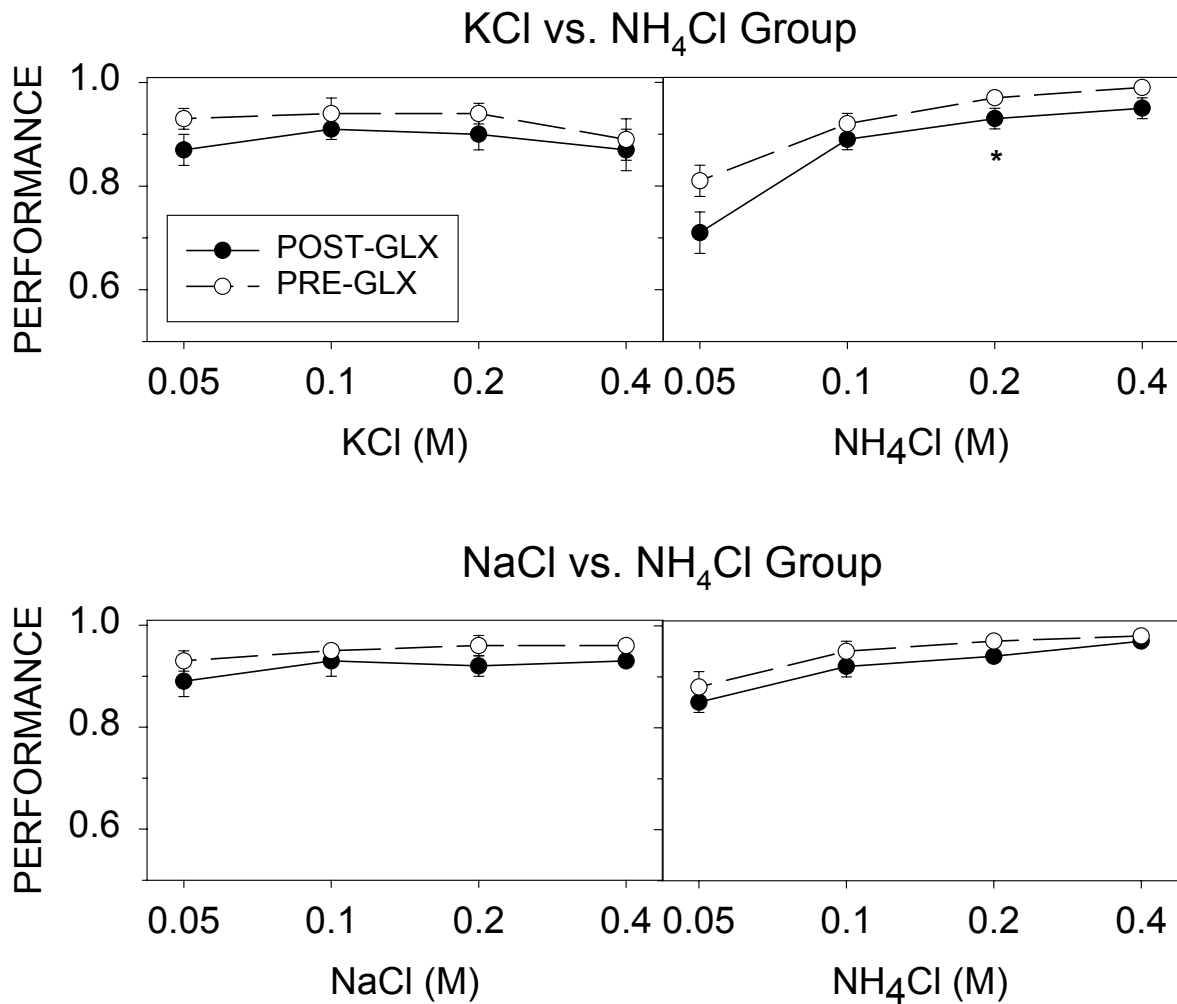 KCl vs. NH₄Cl Group
PERFORMANCE
1.0
0.8
0.6
POST-GLX
PRE-GLX
*
0.05 0.1 0.2 0.4 0.05 0.1 0.2 0.4
KCl (M) NH4Cl (M)
NaCl vs. NH₄Cl Group
PERFORMANCE
1.0
0.8
0.6
0.05 0.1 0.2 0.4 0.05 0.1 0.2 0.4
NaCl (M) NH4Cl (M)